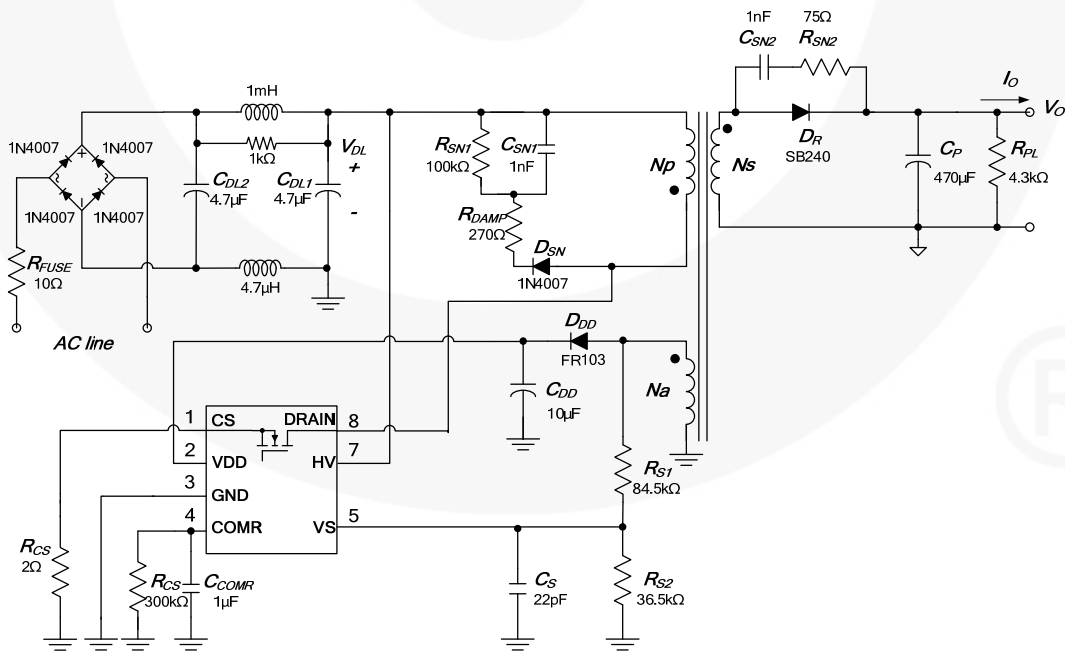 1nF 75Ω
CSN2 RSN2
IO
VO
DR
SB240
CP
470µF
RPL
4.3kΩ
1mH
1kΩ
VDL
+
-
CDL2
4.7µF
CDL1
4.7µF
4.7µH
1N4007 1N4007
+
-
1N4007 1N4007
RFUSE
10Ω
AC line
RSN1
100kΩ
CSN1
1nF
RDAMP
270Ω
DSN
1N4007
Np
Ns
DDD
FR103
Na
CDD
10µF
1 CS DRAIN 8
2 VDD HV 7
3 GND
4 COMR VS 5
RS1
84.5kΩ
RCS
2Ω
RCS
300kΩ
CCOMR
1µF
CS
22pF
RS2
36.5kΩ
R